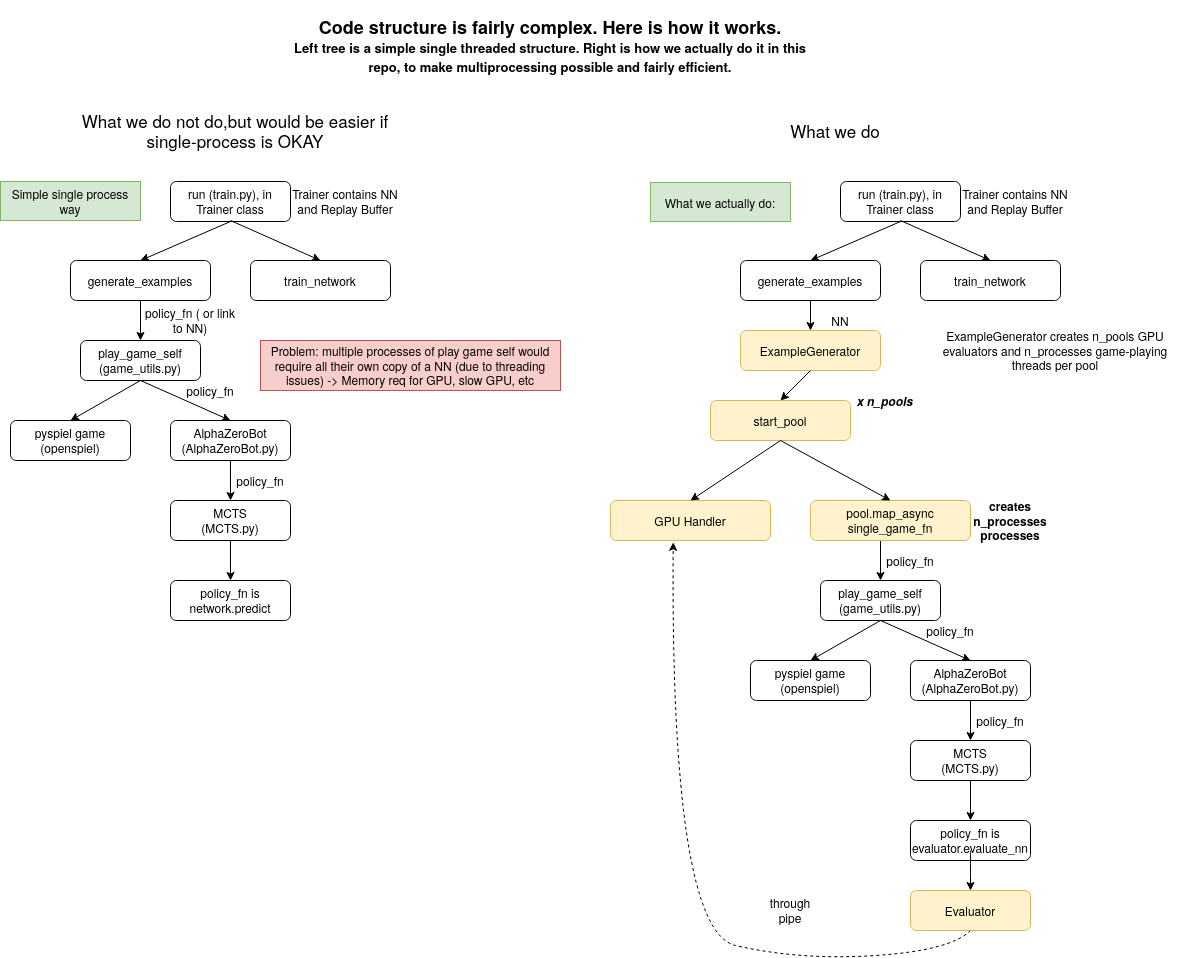 Code structure is fairly complex. Here is how it works.
Left tree is a simple single threaded structure. Right is how we actually do it in this
repo, to make multiprocessing possible and fairly efficient.
What we do not do,but would be easier if
single-process is OKAY
Simple single process
way
run (train.py), in
Trainer class
Trainer contains NN
and Replay Buffer
generate_examples
train_network
policy_fn ( or link
to NN)
play_game_self
(game_utils.py)
Problem: multiple processes of play game self would
require all their own copy of a NN (due to threading
issues) -> Memory req for GPU, slow GPU, etc
policy_fn
pyspiel game
(openspiel)
AlphaZeroBot
(AlphaZeroBot.py)
policy_fn
MCTS
(MCTS.py)
policy_fn is
network.predict
What we do
What we actually do:
run (train.py), in
Trainer class
Trainer contains NN
and Replay Buffer
generate_examples
train_network
NN
ExampleGenerator
ExampleGenerator creates n_pools GPU
evaluators and n_processes game-playing
threads per pool
x n_pools
start_pool
GPU Handler
pool.map_async
single_game_fn
creates
n_processes
processes
policy_fn
play_game_self
(game_utils.py)
policy_fn
pyspiel game
(openspiel)
AlphaZeroBot
(AlphaZeroBot.py)
policy_fn
MCTS
(MCTS.py)
policy_fn is
evaluator.evaluate_nn
Evaluator
through
pipe